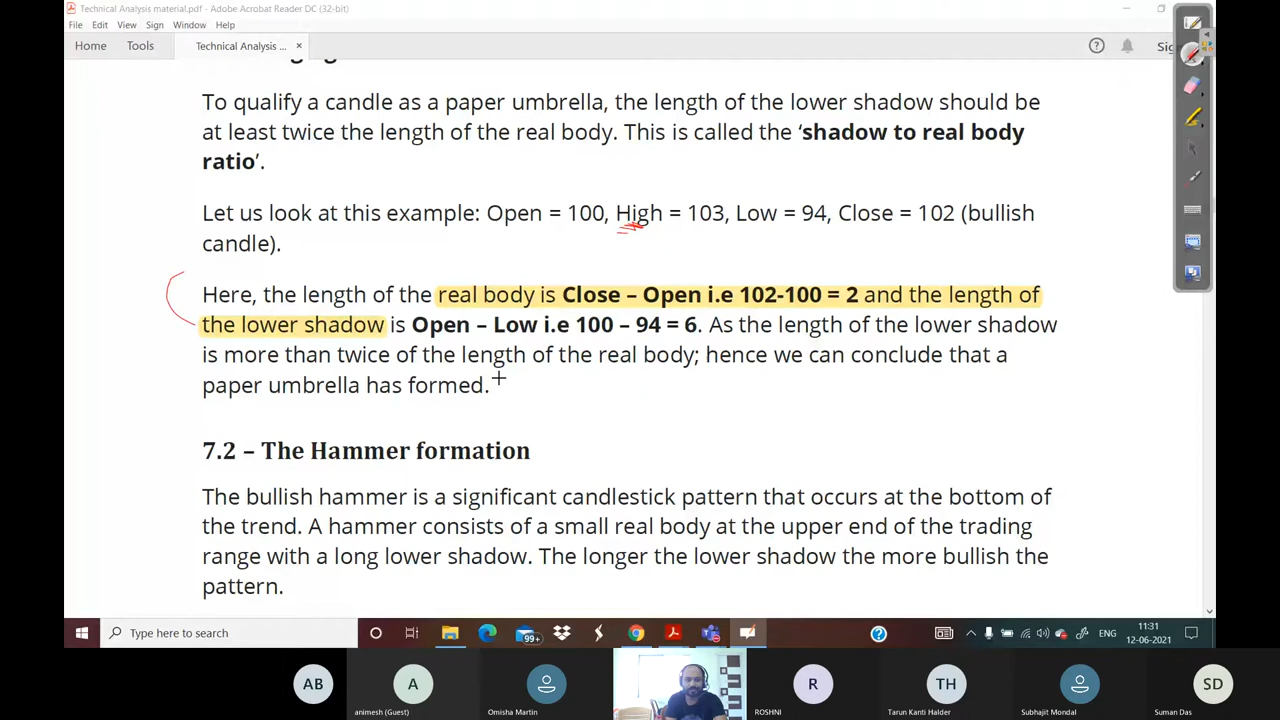 Technical Analysis material.pdf - Adobe Acrobat Reader DC (32-bit)
File Edit View Sign Window Help
Home Tools Technical Analysis ... ×
To qualify a candle as a paper umbrella, the length of the lower shadow should be
at least twice the length of the real body. This is called the ‘shadow to real body
ratio’.
Let us look at this example: Open = 100, High = 103, Low = 94, Close = 102 (bullish
candle).
Here, the length of the real body is Close – Open i.e 102-100 = 2 and the length of
the lower shadow is Open – Low i.e 100 – 94 = 6. As the length of the lower shadow
is more than twice of the length of the real body; hence we can conclude that a
paper umbrella has formed.
7.2 – The Hammer formation
The bullish hammer is a significant candlestick pattern that occurs at the bottom of
the trend. A hammer consists of a small real body at the upper end of the trading
range with a long lower shadow. The longer the lower shadow the more bullish the
pattern.
Type here to search
99+
ENG
11:31
12-06-2021
AB A R TH SD
animesh (Guest) Omisha Martin ROSHNI Tarun Kanti Halder Subhajit Mondal Suman Das